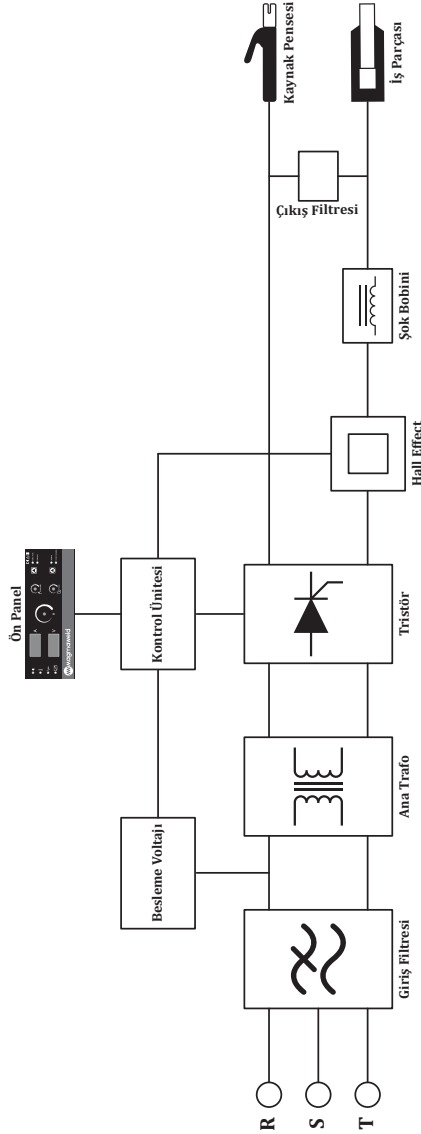 Ön Panel
magmaweld
Besleme Voltajı
Kontrol Ünitesi
R
S
T
Giriş Filtresi
Ana Trafo
Tristör
Hall Effect
Şok Bobini
Çıkış Filtresi
Kaynak Pensesi
İş Parçası